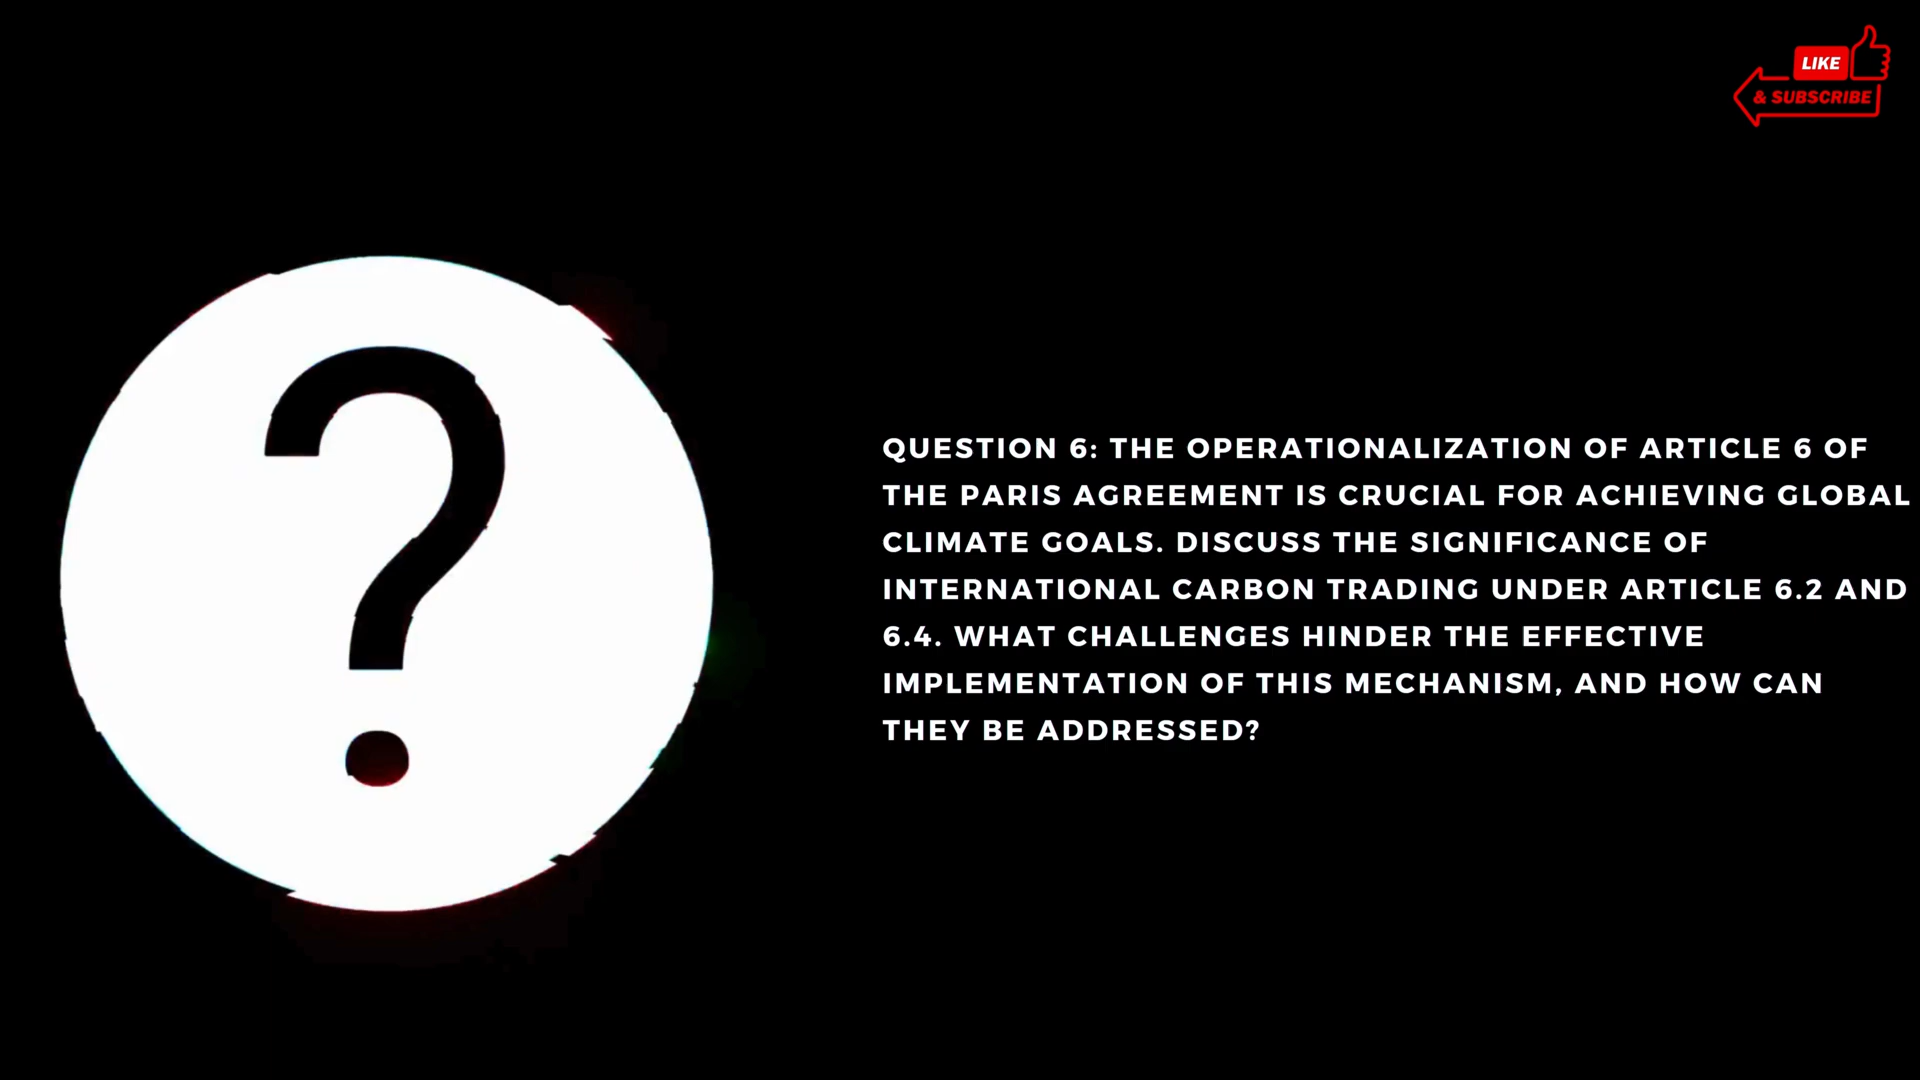 LIKE
& SUBSCRIBE
?
QUESTION 6: THE OPERATIONALIZATION OF ARTICLE 6 OF
THE PARIS AGREEMENT IS CRUCIAL FOR ACHIEVING GLOBAL
CLIMATE GOALS. DISCUSS THE SIGNIFICANCE OF
INTERNATIONAL CARBON TRADING UNDER ARTICLE 6.2 AND
6.4. WHAT CHALLENGES HINDER THE EFFECTIVE
IMPLEMENTATION OF THIS MECHANISM, AND HOW CAN
THEY BE ADDRESSED?